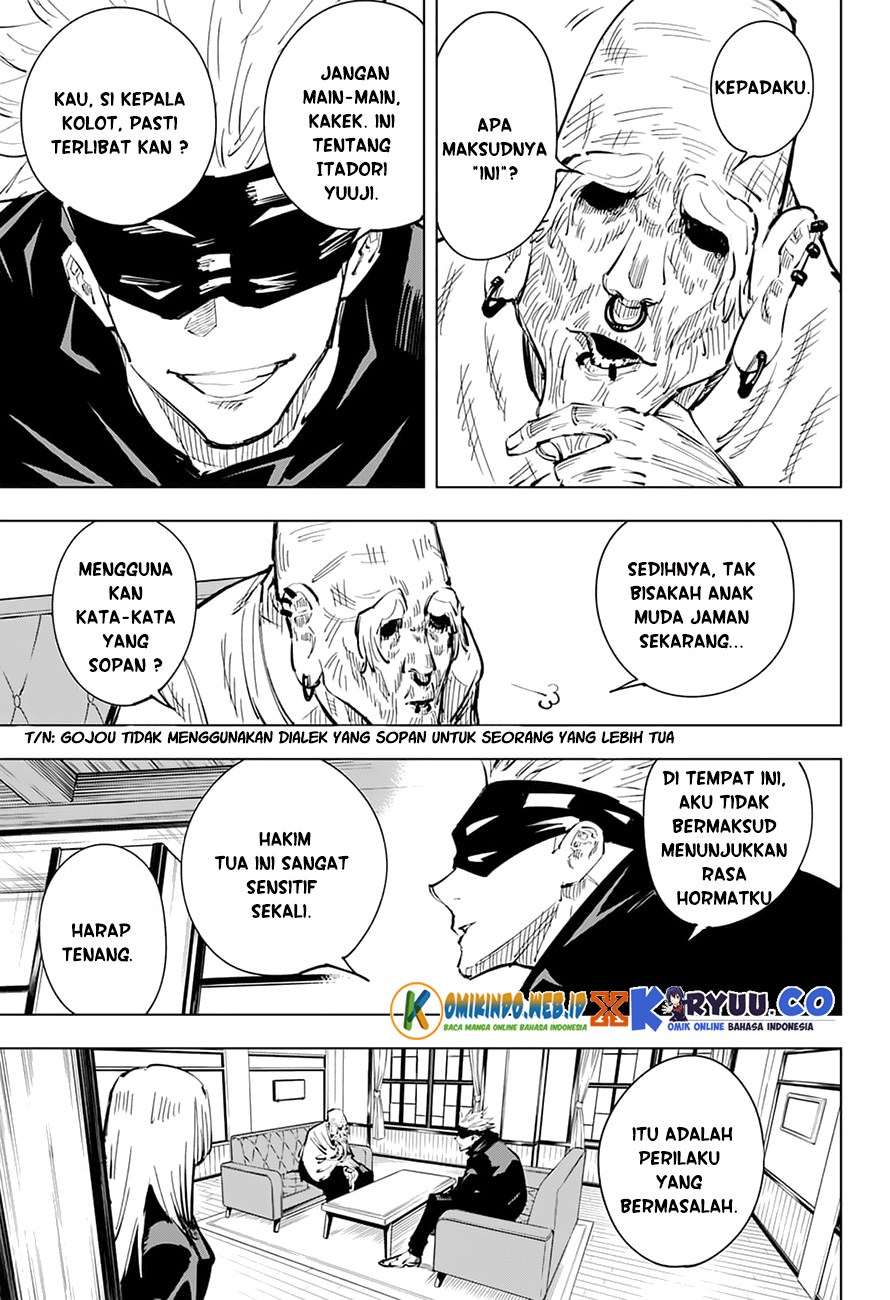 KEPADAKU.
APA
MAKSUDNYA
"INI"?
JANGAN
MAIN-MAIN,
KAKEK. INI
TENTANG
ITADORI
YUUJI.
KAU, SI KEPALA
KOLOT, PASTI
TERLIBAT KAN ?
SEDIHNYA, TAK
BISAKAH ANAK
MUDA JAMAN
SEKARANG...
MENGGUNA
KAN
KATA-KATA
YANG
SOPAN ?
T/N: GOJOU TIDAK MENGGUNAKAN DIALEK YANG SOPAN UNTUK SEORANG YANG LEBIH TUA
DI TEMPAT INI,
AKU TIDAK
BERMAKSUD
MENUNJUKKAN
RASA
HORMATKU
HAKIM
TUA INI SANGAT
SENSITIF
SEKALI.
HARAP
TENANG.
KOMIKINDO.WEB.ID
BACA MANGA ONLINE BAHASA INDONESIA
X
KIRYUU.CO
OMIK ONLINE BAHASA INDONESIA
ITU ADALAH
PERILAKU
YANG
BERMASALAH.